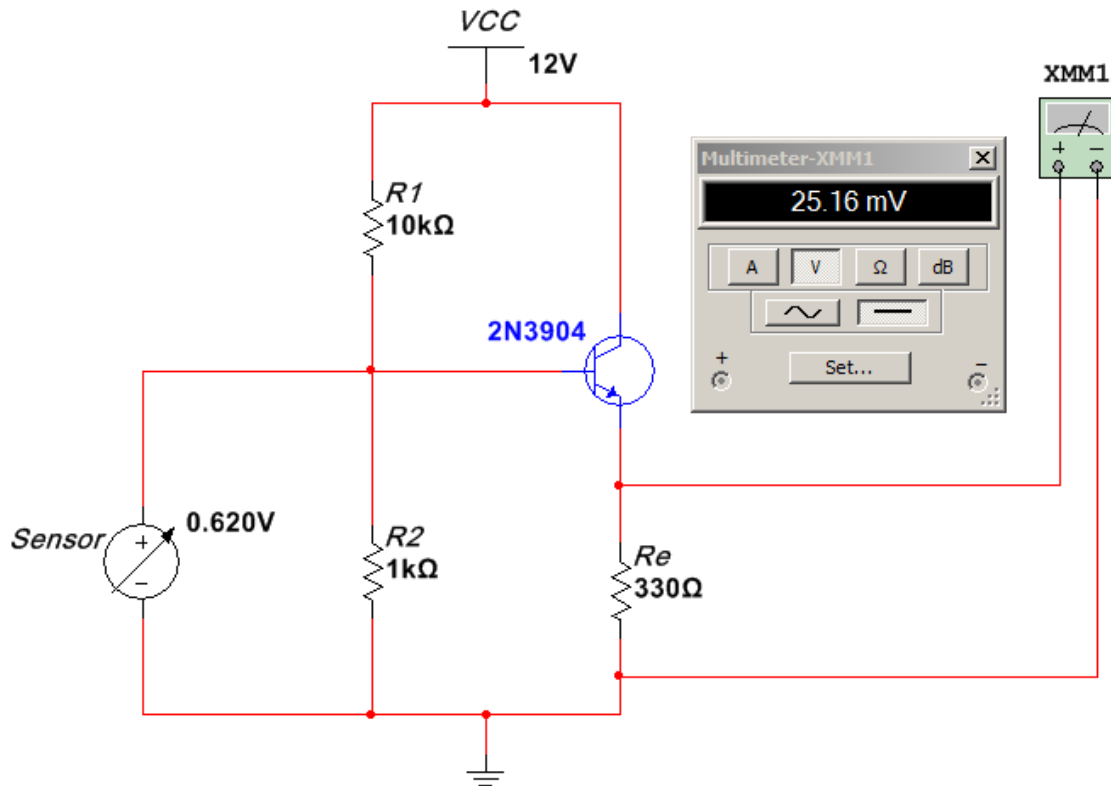 VCC
12V
XMM1
+ −
Multimeter-XMM1
25.16 mV
A V Ω dB
+ −
Set...
R1
10kΩ
2N3904
Sensor
+
−
0.620V
R2
1kΩ
Re
330Ω